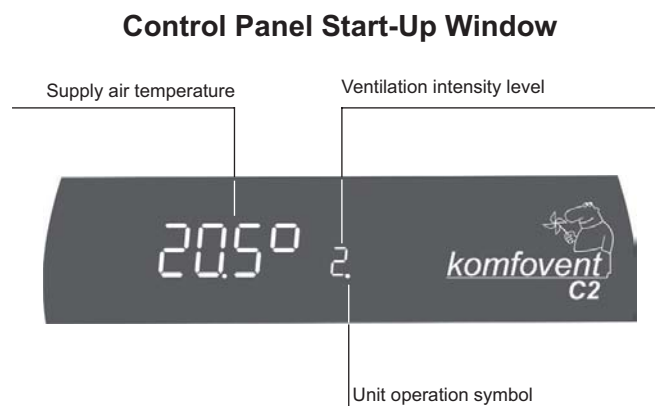 Control Panel Start-Up Window
Supply air temperature
Ventilation intensity level
20.5° 2.
komfovent
C2
Unit operation symbol